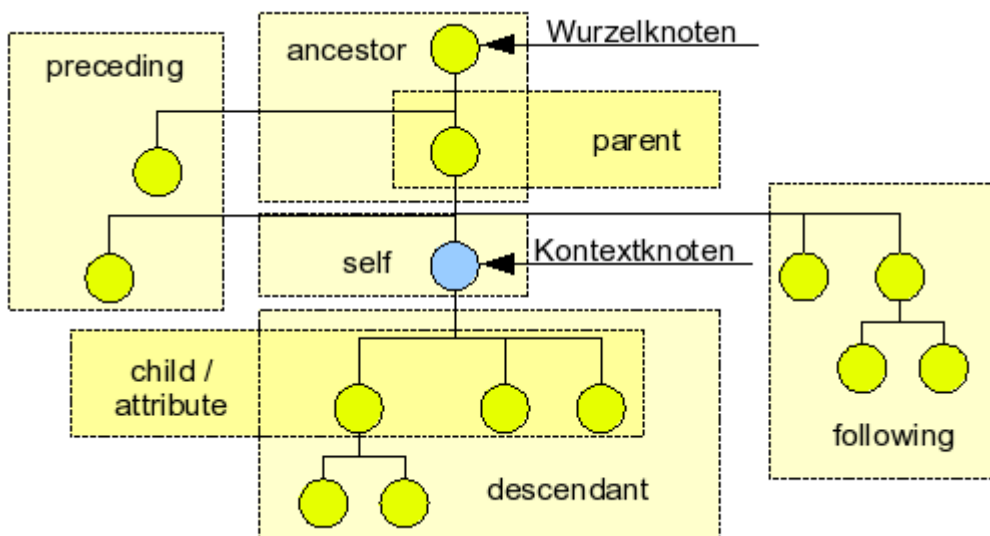 Wurzelknoten
ancestor
preceding
parent
self
Kontextknoten
child /
attribute
following
descendant